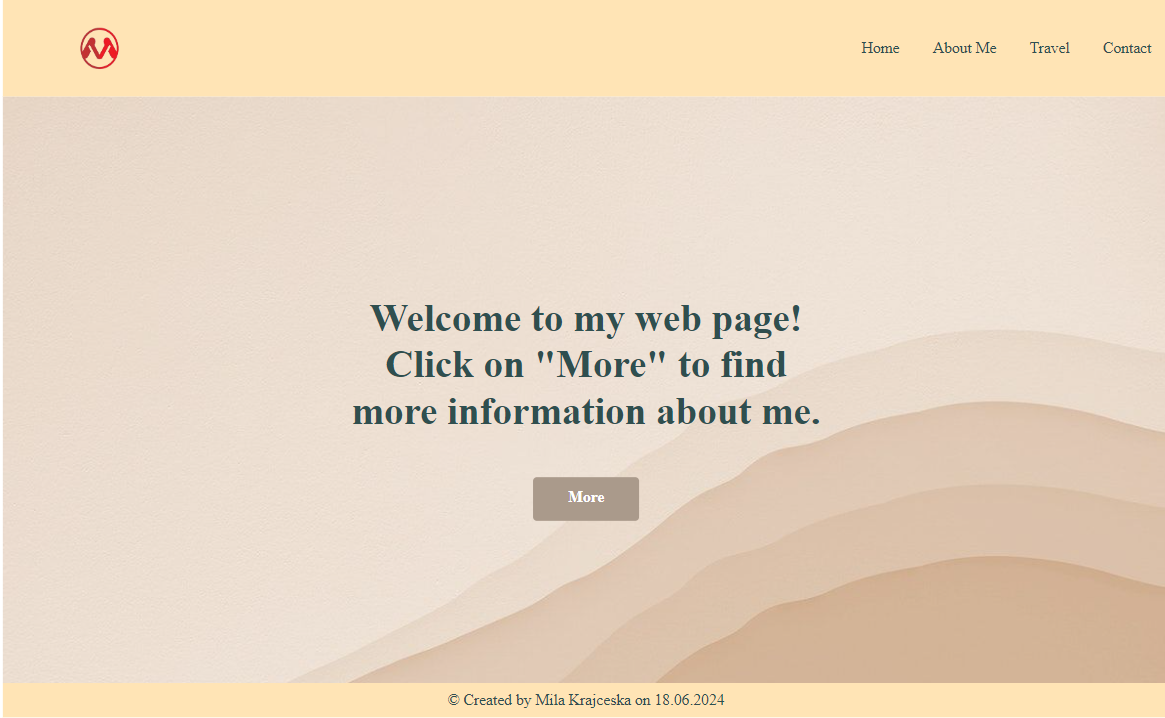 Home About Me Travel Contact
Welcome to my web page!
Click on "More" to find
more information about me.
More
© Created by Mila Krajceska on 18.06.2024